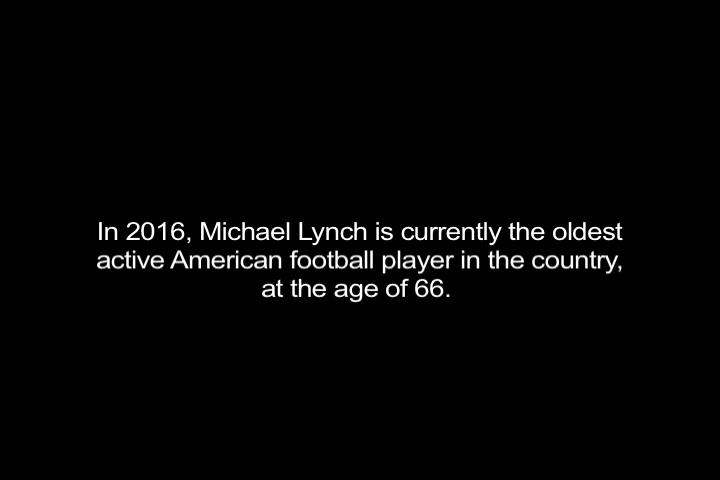 In 2016, Michael Lynch is currently the oldest
active American football player in the country,
at the age of 66.